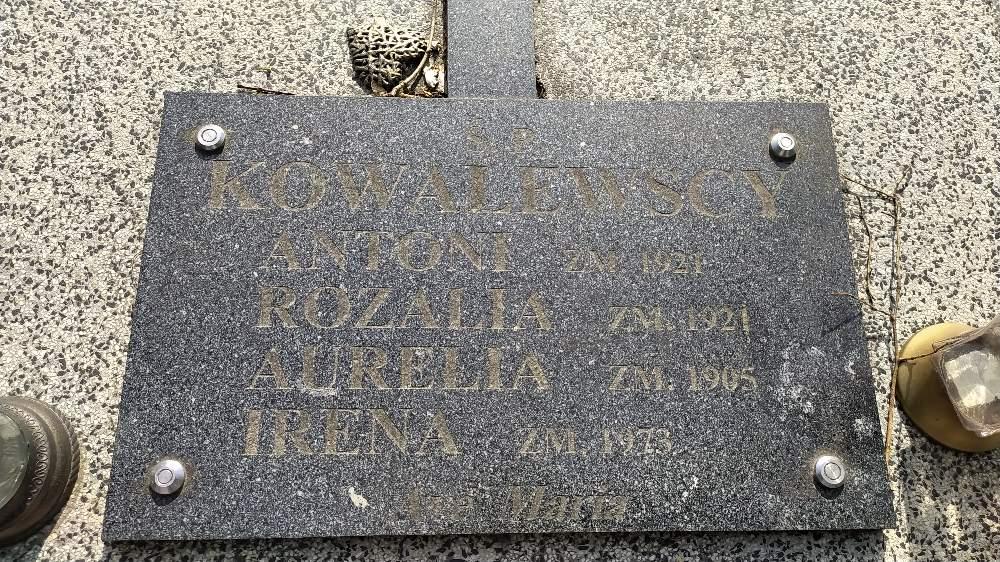 Ś.P.
KOWALEWSCY
ANTONI ZM. 1921
ROZALIA ZM. 1921
AURELIA ZM. 1905
IRENA ZM. 1973
Ave Maria